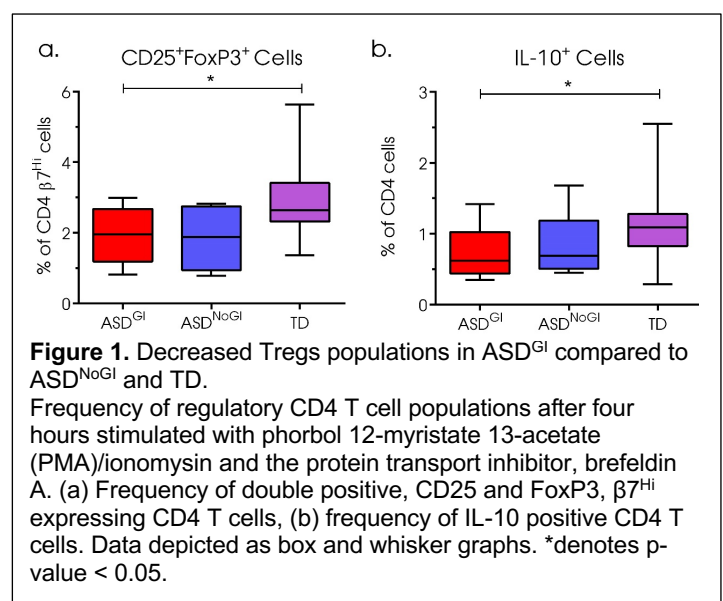 a.
CD25⁺FoxP3⁺ Cells
*
% of CD4 β7ᴴⁱ cells
6
4
2
0
ASDᴳᴵ
ASDᴺᵒᴳᴵ
TD
b.
IL-10⁺ Cells
*
% of CD4 cells
3
2
1
0
ASDᴳᴵ
ASDᴺᵒᴳᴵ
TD
Figure 1. Decreased Tregs populations in ASDᴳᴵ compared to
ASDᴺᵒᴳᴵ and TD.
Frequency of regulatory CD4 T cell populations after four
hours stimulated with phorbol 12-myristate 13-acetate
(PMA)/ionomysin and the protein transport inhibitor, brefeldin
A. (a) Frequency of double positive, CD25 and FoxP3, β7ᴴⁱ
expressing CD4 T cells, (b) frequency of IL-10 positive CD4 T
cells. Data depicted as box and whisker graphs. *denotes p-
value < 0.05.